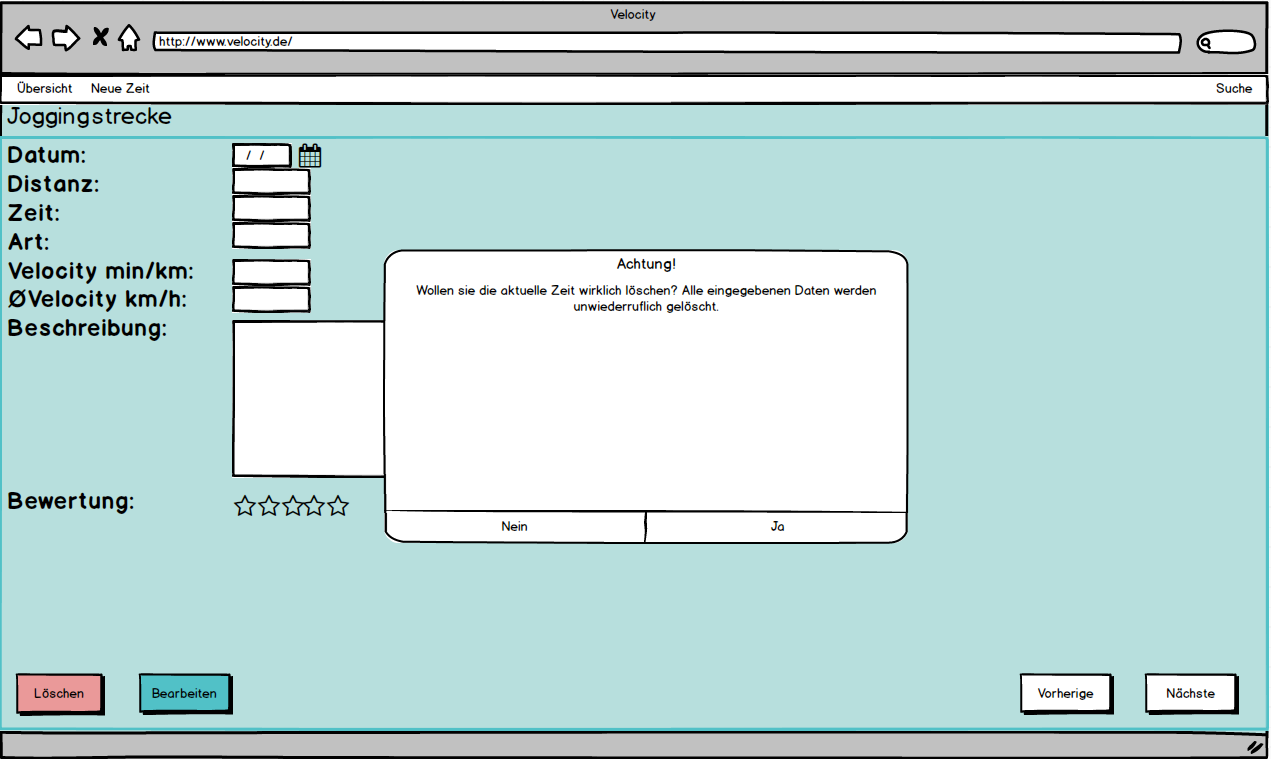 Velocity
http://www.velocity.de/
Übersicht Neue Zeit Suche
Joggingstrecke
Datum: / /
Distanz:
Zeit:
Art:
Velocity min/km:
ØVelocity km/h:
Beschreibung:
Bewertung:
Achtung!
Wollen sie die aktuelle Zeit wirklich löschen? Alle eingegebenen Daten werden
unwiederruflich gelöscht.
Nein Ja
Löschen Bearbeiten Vorherige Nächste